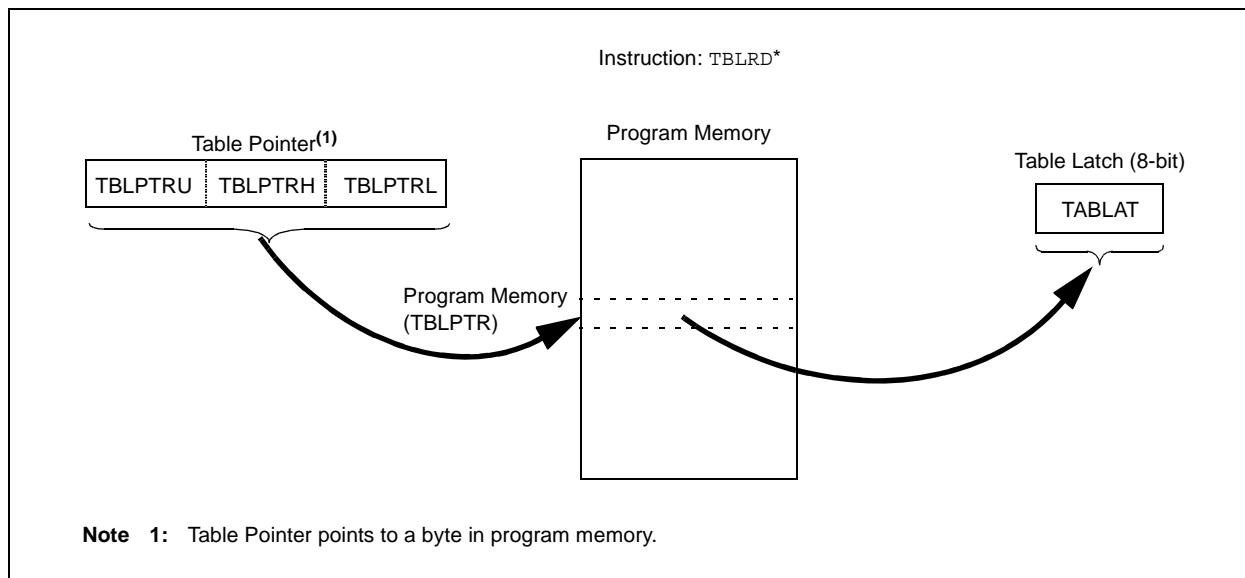 Instruction: TBLRD*
Table Pointer(1)
TBLPTRU TBLPTRH TBLPTRL
Program Memory
Table Latch (8-bit)
TABLAT
Program Memory
(TBLPTR)
Note 1: Table Pointer points to a byte in program memory.